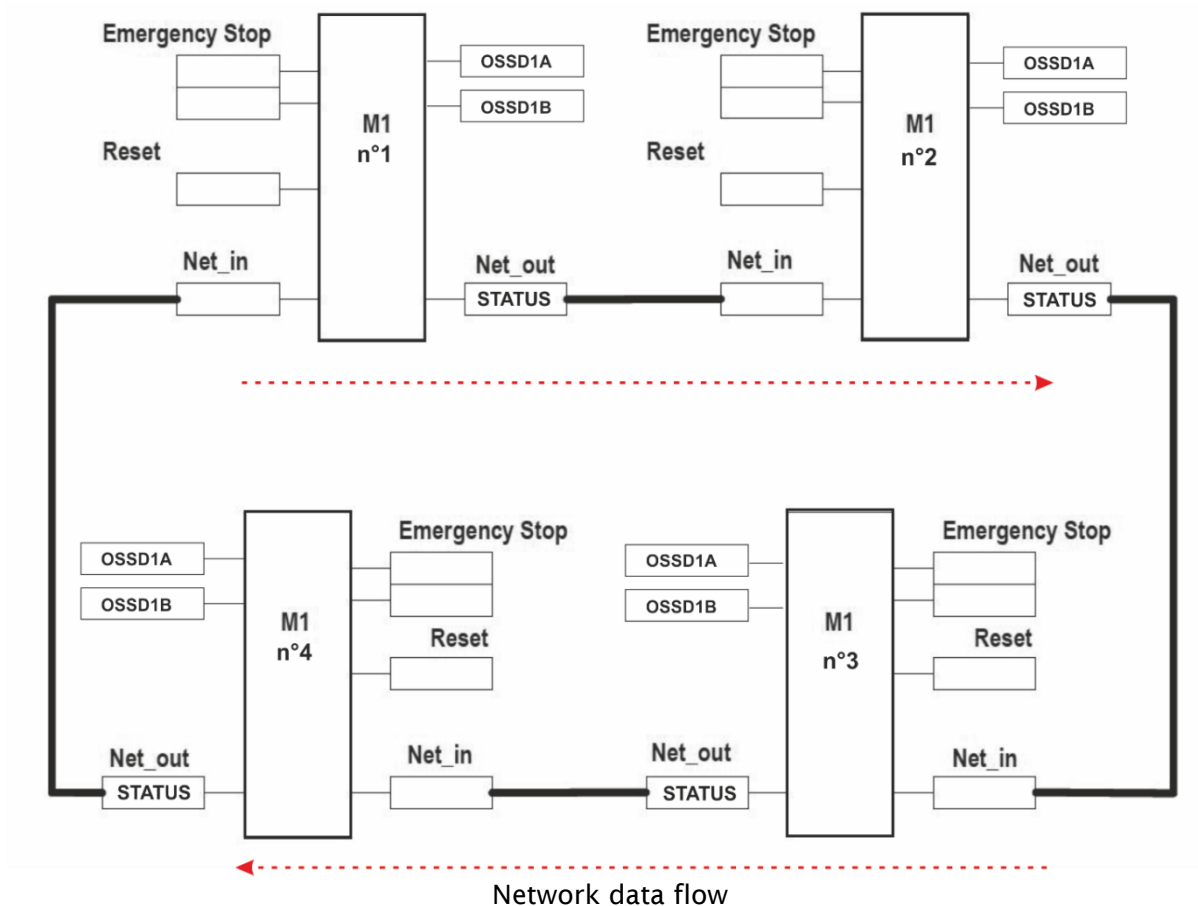 Emergency Stop
OSSD1A
OSSD1B
M1
n°1
Reset
Net_in
Net_out
STATUS
Emergency Stop
OSSD1A
OSSD1B
M1
n°2
Reset
Net_in
Net_out
STATUS
OSSD1A
OSSD1B
M1
n°4
Emergency Stop
Reset
Net_out
STATUS
Net_in
OSSD1A
OSSD1B
M1
n°3
Emergency Stop
Reset
Net_out
STATUS
Net_in
Network data flow